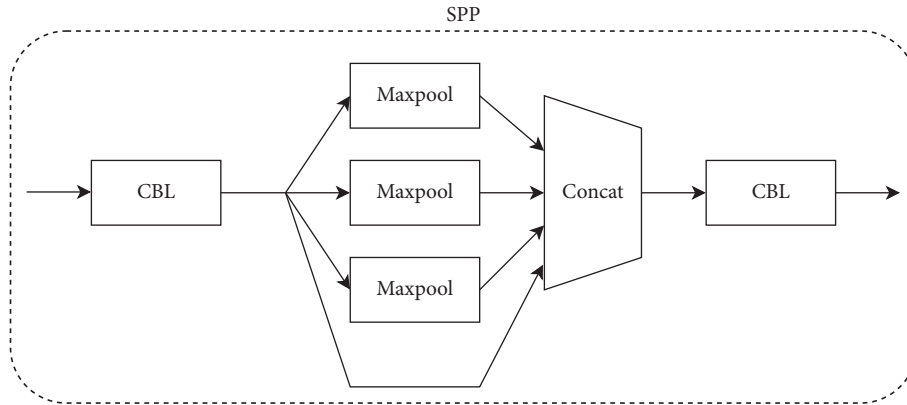 SPP
Maxpool
CBL
Maxpool
Concat
CBL
Maxpool